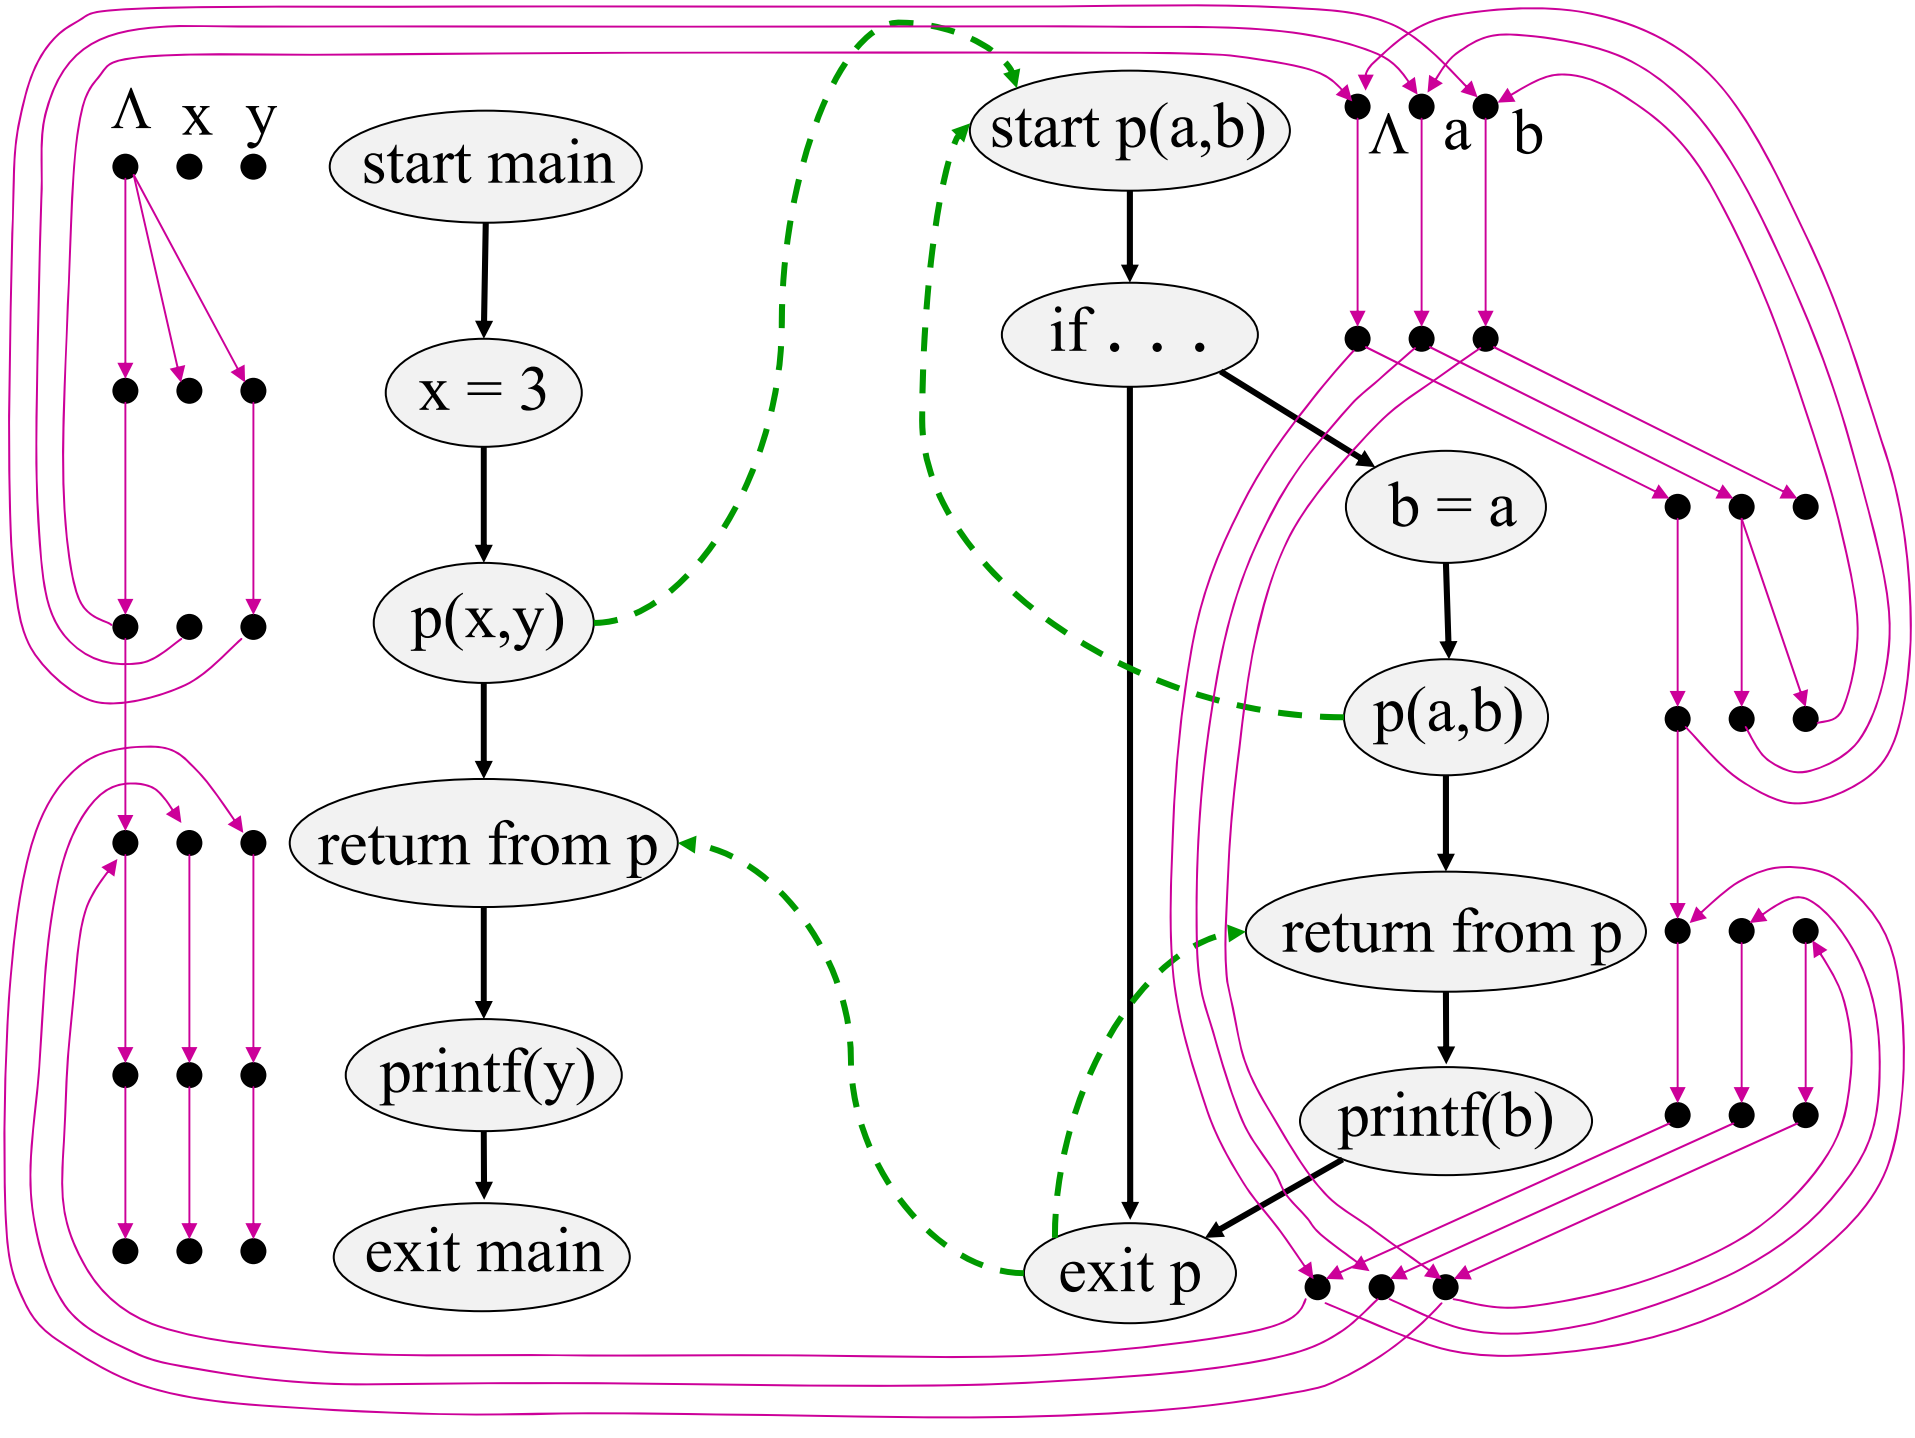 Λ x y
start main
x = 3
p(x,y)
return from p
printf(y)
exit main
start p(a,b)
Λ a b
if . . .
b = a
p(a,b)
return from p
printf(b)
exit p